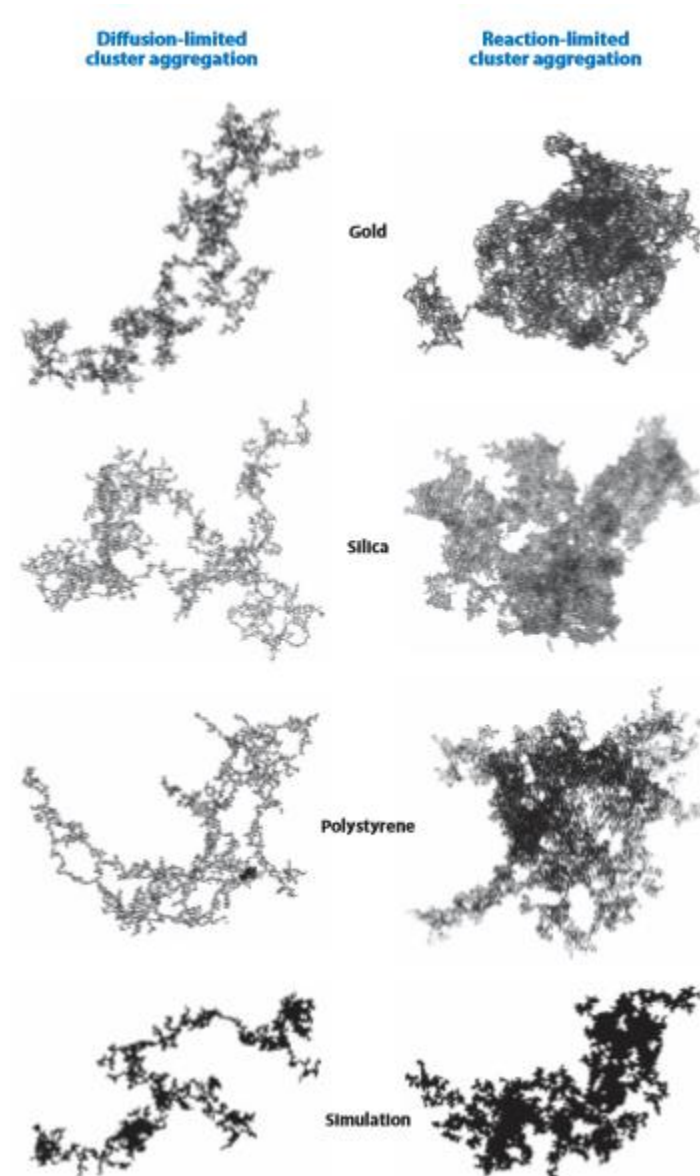 Diffusion-limited
cluster aggregation
Reaction-limited
cluster aggregation
Gold
Silica
Polystyrene
Simulation